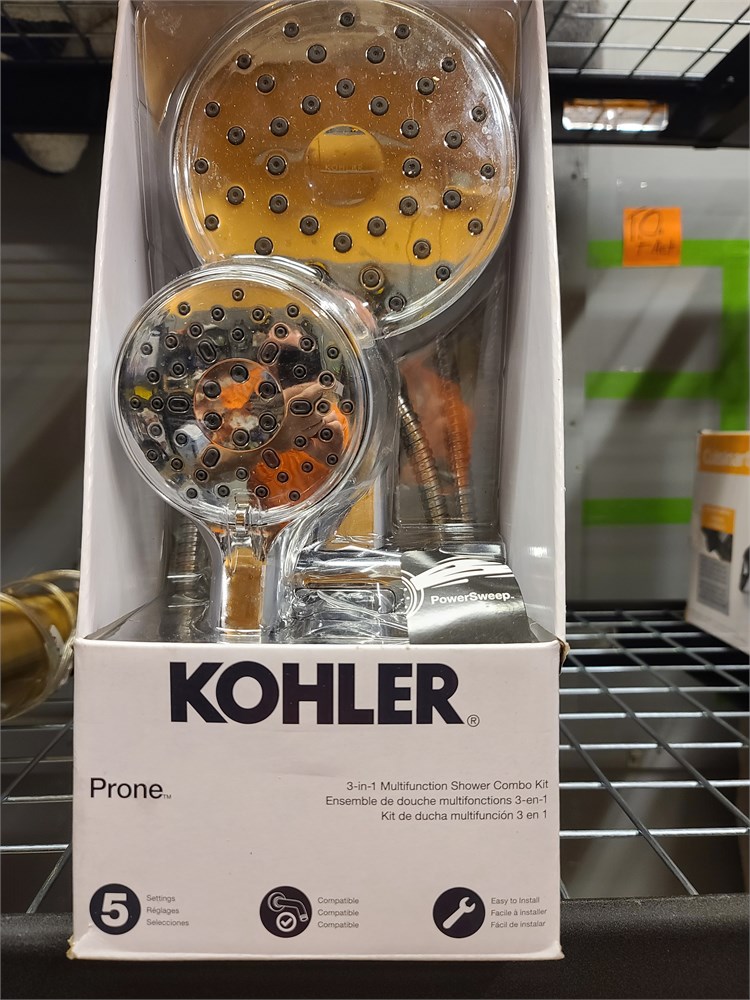 PowerSweep™
KOHLER®
Prone™
3-in-1 Multifunction Shower Combo Kit
Ensemble de douche multifonctions 3-en-1
Kit de ducha multifunción 3 en 1
5
Settings
Réglages
Selecciones
Compatible
Compatible
Compatible
Easy to Install
Facile à installer
Fácil de instalar